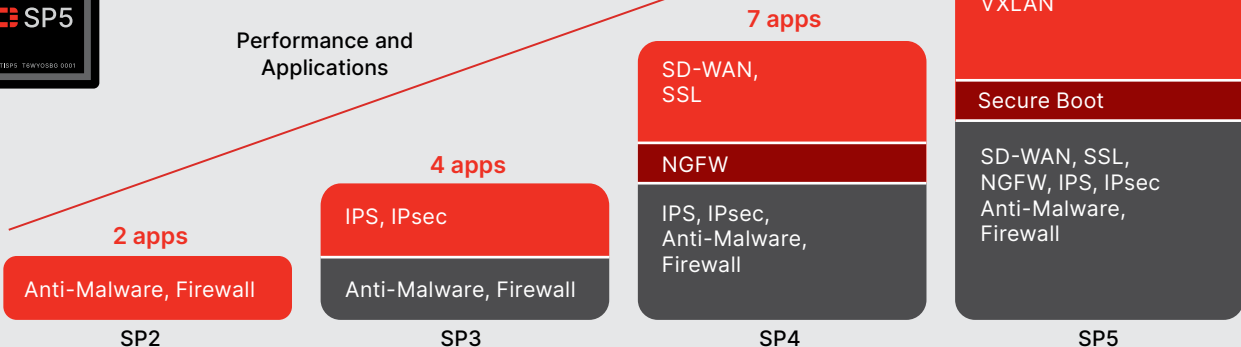 SP5
VXLAN
7 apps
Performance and
Applications
SD-WAN,
SSL
Secure Boot
NGFW
4 apps
SD-WAN, SSL,
NGFW, IPS, IPsec
Anti-Malware,
Firewall
IPS, IPsec
IPS, IPsec,
Anti-Malware,
Firewall
2 apps
Anti-Malware, Firewall
Anti-Malware, Firewall
SP2
SP3
SP4
SP5